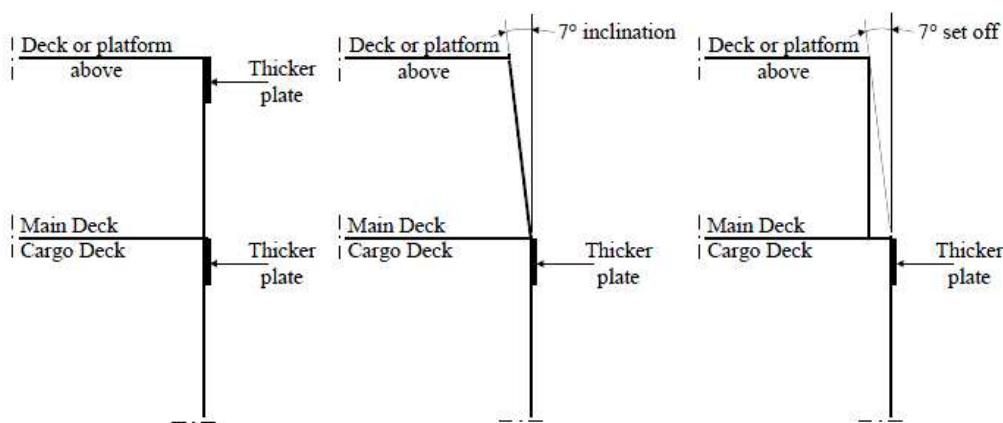 Deck or platform
above
Thicker
plate
Main Deck
Cargo Deck
Thicker
plate
Deck or platform
above
7° inclination
Main Deck
Cargo Deck
Thicker
plate
Deck or platform
above
7° set off
Main Deck
Cargo Deck
Thicker
plate